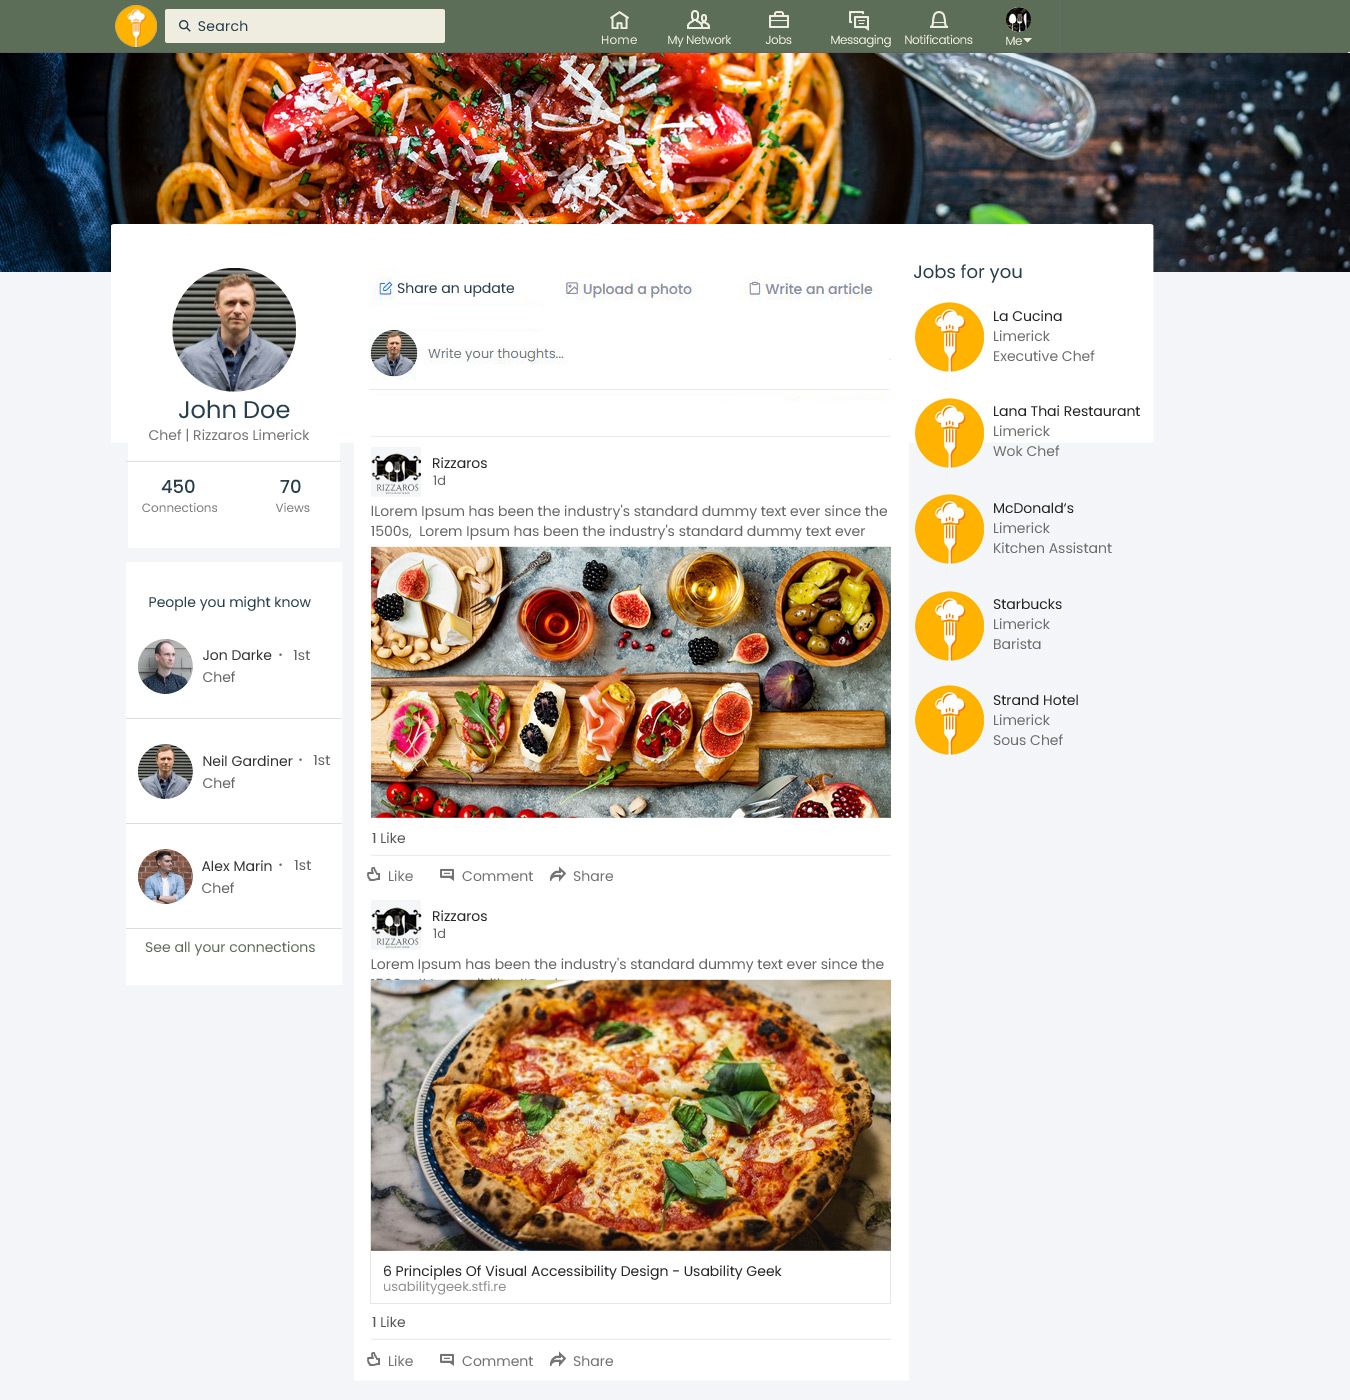 Search
Home
My Network
Jobs
Messaging
Notifications
Me
John Doe
Chef | Rizzaros Limerick
450
Connections
70
Views
People you might know
Jon Darke · 1st
Chef
Neil Gardiner · 1st
Chef
Alex Marin · 1st
Chef
See all your connections
Share an update
Upload a photo
Write an article
Write your thoughts...
RIZZAROS
Rizzaros
1d
lLorem Ipsum has been the industry's standard dummy text ever since the
1500s,  Lorem Ipsum has been the industry's standard dummy text ever
1 Like
Like
Comment
Share
RIZZAROS
Rizzaros
1d
Lorem Ipsum has been the industry's standard dummy text ever since the
6 Principles Of Visual Accessibility Design - Usability Geek
usabilitygeek.stfi.re
1 Like
Like
Comment
Share
Jobs for you
La Cucina
Limerick
Executive Chef
Lana Thai Restaurant
Limerick
Wok Chef
McDonald's
Limerick
Kitchen Assistant
Starbucks
Limerick
Barista
Strand Hotel
Limerick
Sous Chef